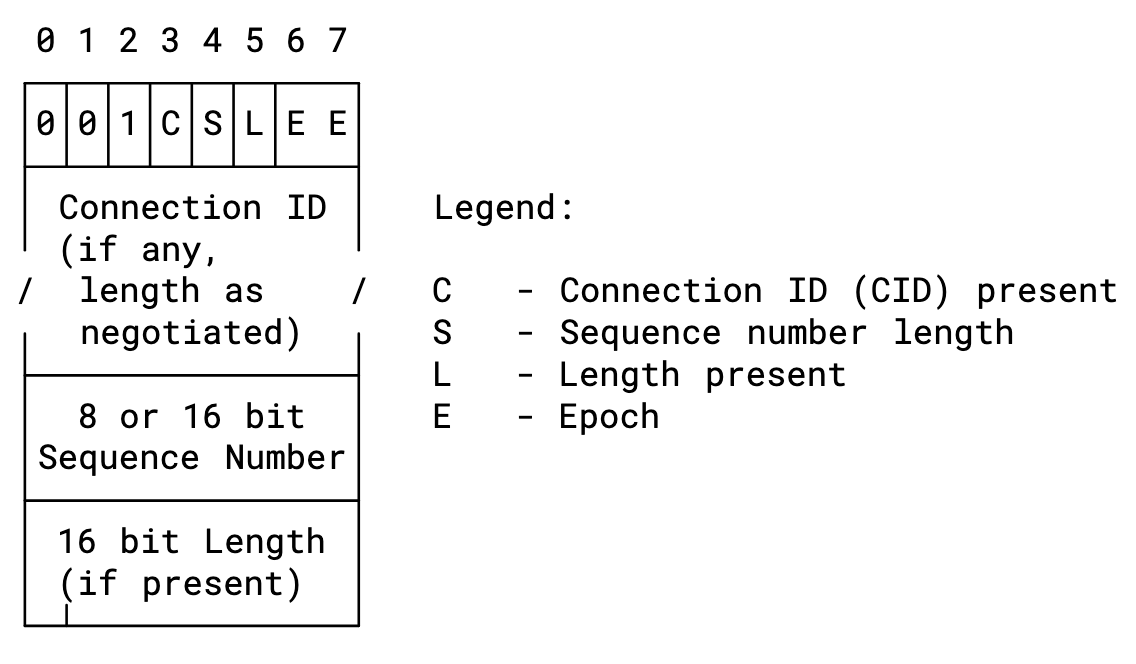 0 1 2 3 4 5 6 7
0 0 1 C S L E E
Connection ID
(if any,
/ length as /
negotiated)
8 or 16 bit
Sequence Number
16 bit Length
(if present)
Legend:
C - Connection ID (CID) present
S - Sequence number length
L - Length present
E - Epoch